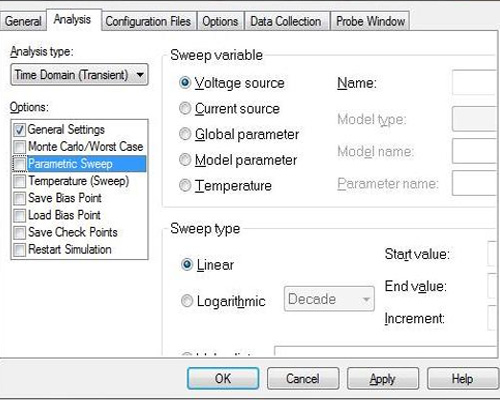 General Analysis Configuration Files Options Data Collection Probe Window
Analysis type:
Time Domain (Transient)
Options:
General Settings
Monte Carlo/Worst Case
Parametric Sweep
Temperature (Sweep)
Save Bias Point
Load Bias Point
Save Check Points
Restart Simulation
Sweep variable
Voltage source
Current source
Global parameter
Model parameter
Temperature
Name:
Model type:
Model name:
Parameter name:
Sweep type
Linear
Logarithmic
Decade
Start value:
End value:
Increment:
OK Cancel Apply Help